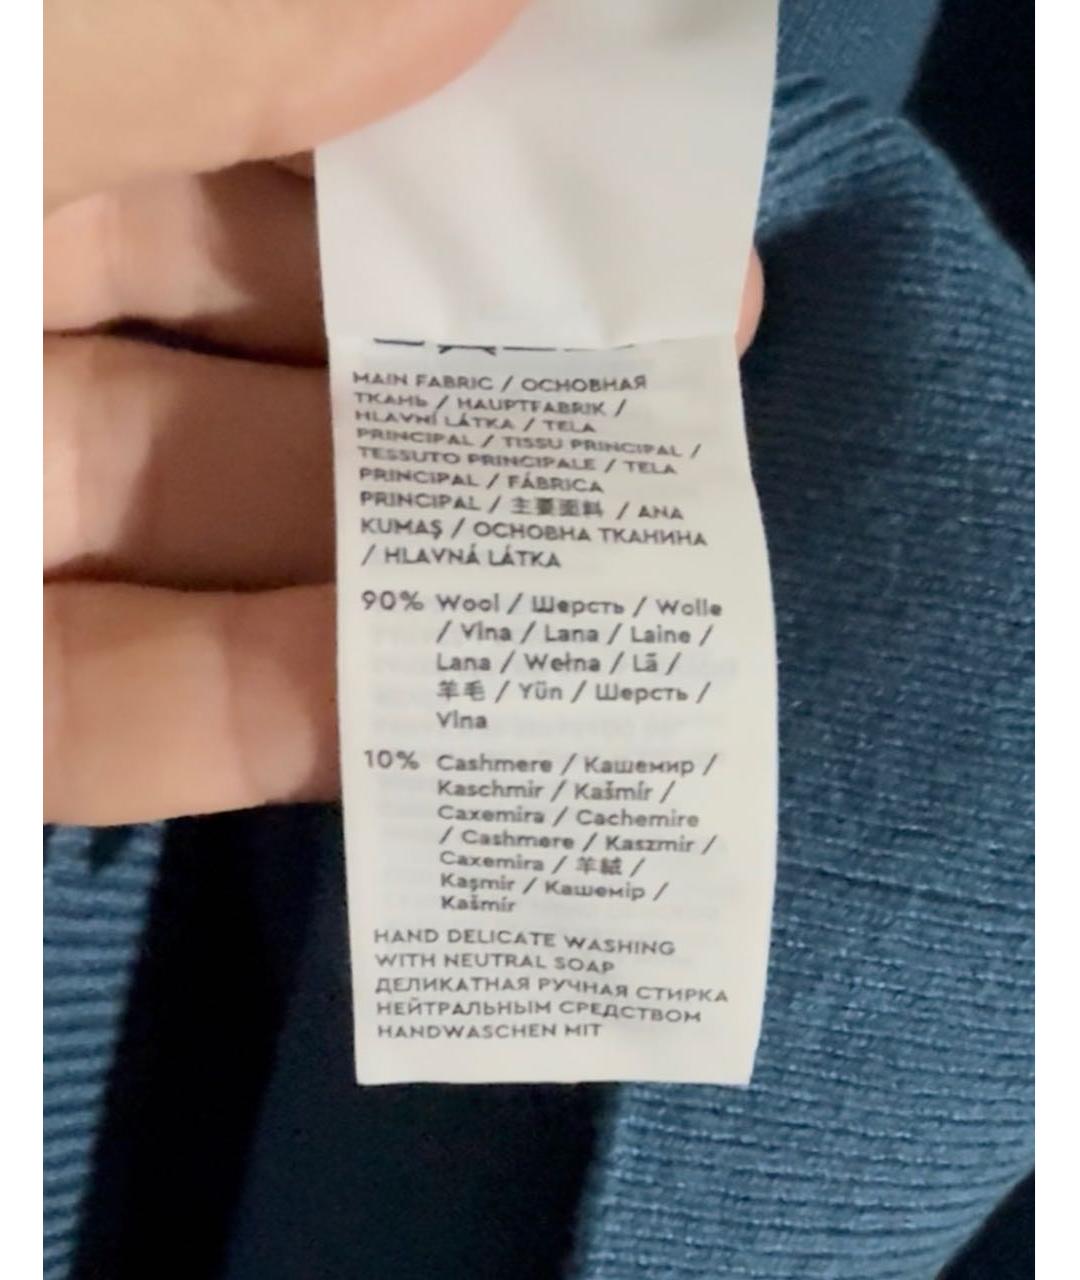 MAIN FABRIC / ОСНОВНАЯ
ТКАНЬ / HAUPTFABRIK /
HLAVNÍ LÁTKA / TELA
PRINCIPAL / TISSU PRINCIPAL /
TESSUTO PRINCIPALE / TELA
PRINCIPAL / FÁBRICA
PRINCIPAL / 主要面料 / ANA
KUMAŞ / ОСНОВНА ТКАНИНА
/ HLAVNÁ LÁTKA
90% Wool / Шерсть / Wolle
/ Vlna / Lana / Laine /
Lana / Wełna / Lã /
羊毛 / Yün / Шерсть /
Vlna
10% Cashmere / Кашемир /
Kaschmir / Kašmír /
Caxemira / Cachemire
/ Cashmere / Kaszmir /
Caxemira / 羊絨 /
Kaşmir / Кашемір /
Kašmír
HAND DELICATE WASHING
WITH NEUTRAL SOAP
ДЕЛИКАТНАЯ РУЧНАЯ СТИРКА
НЕЙТРАЛЬНЫМ СРЕДСТВОМ
HANDWASCHEN MIT